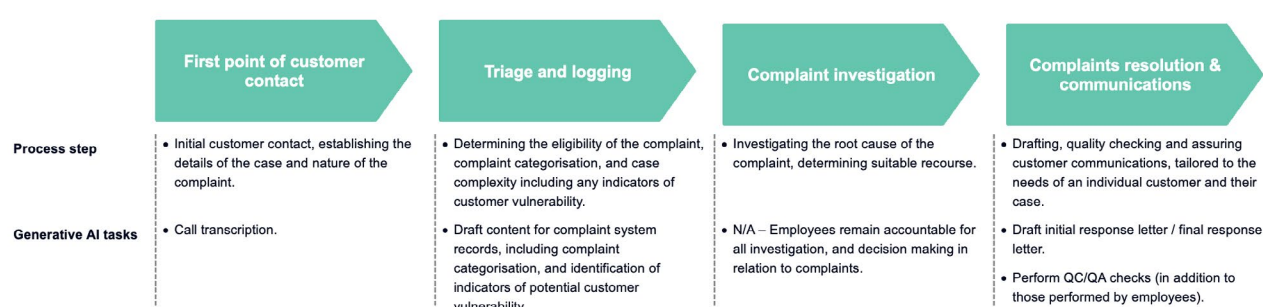 First point of customer
contact
Triage and logging
Complaint investigation
Complaints resolution &
communications
Process step
• Initial customer contact, establishing the
details of the case and nature of the
complaint.
• Determining the eligibility of the complaint,
complaint categorisation, and case
complexity including any indicators of
customer vulnerability.
• Investigating the root cause of the
complaint, determining suitable recourse.
• Drafting, quality checking and assuring
customer communications, tailored to the
needs of an individual customer and their
case.
Generative AI tasks
• Call transcription.
• Draft content for complaint system
records, including complaint
categorisation, and identification of
indicators of potential customer
vulnerability.
• N/A – Employees remain accountable for
all investigation, and decision making in
relation to complaints.
• Draft initial response letter / final response
letter.
• Perform QC/QA checks (in addition to
those performed by employees).